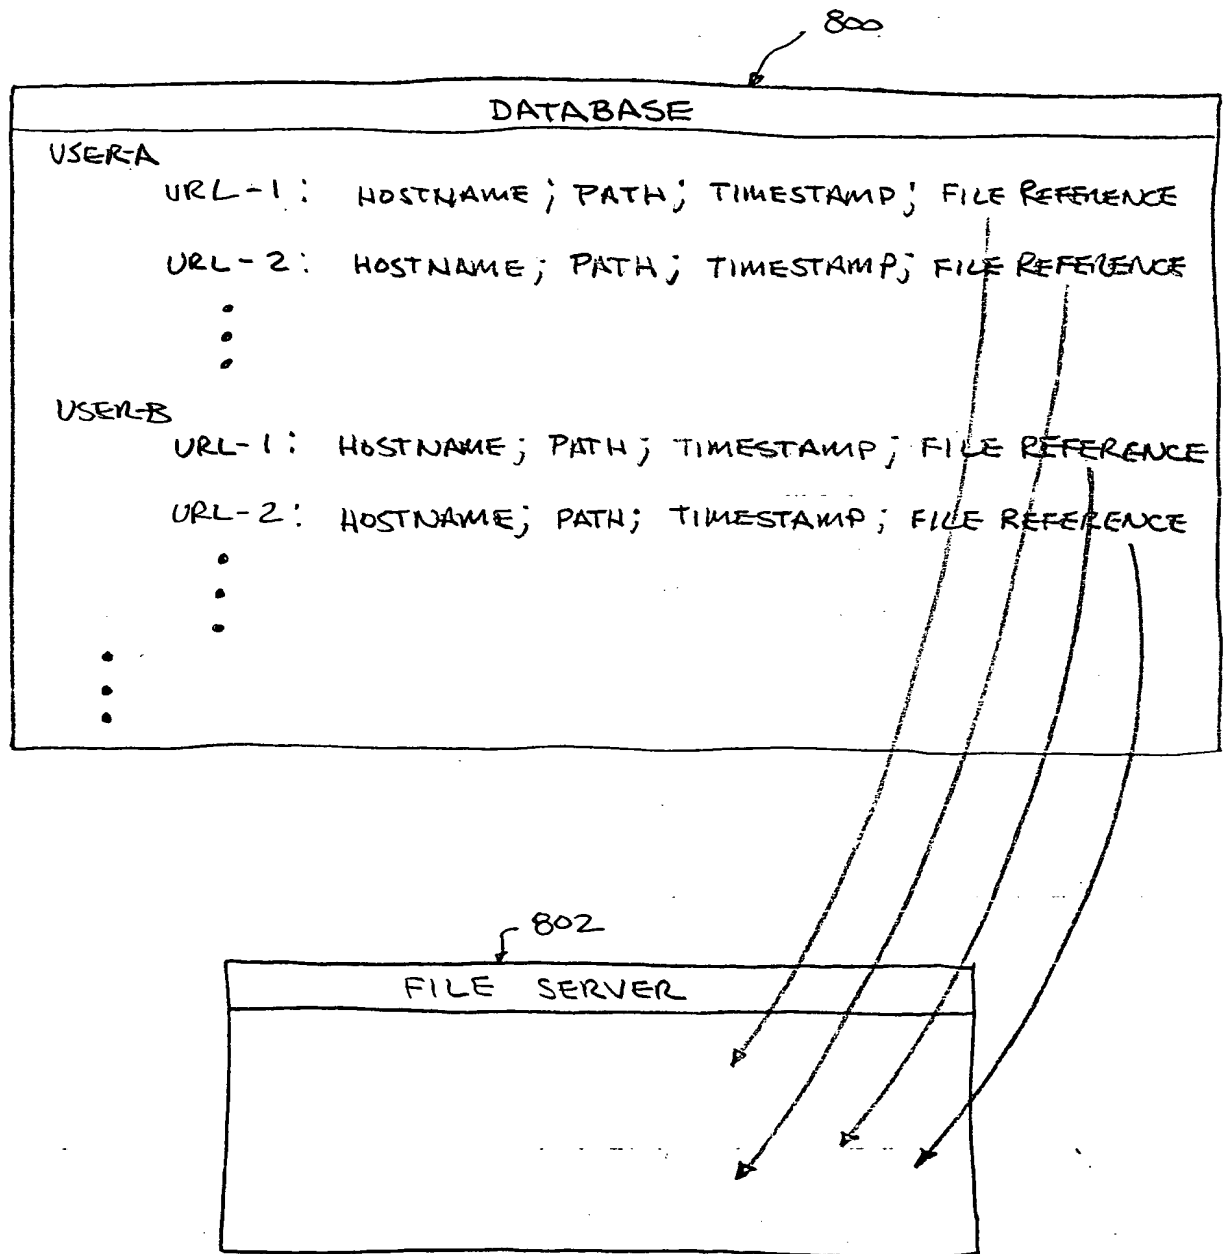 800
DATABASE
USER-A
URL-1: HOSTNAME; PATH; TIMESTAMP; FILE REFERENCE
URL-2: HOSTNAME; PATH; TIMESTAMP; FILE REFERENCE
USER-B
URL-1: HOSTNAME; PATH; TIMESTAMP; FILE REFERENCE
URL-2: HOSTNAME; PATH; TIMESTAMP; FILE REFERENCE
802
FILE SERVER